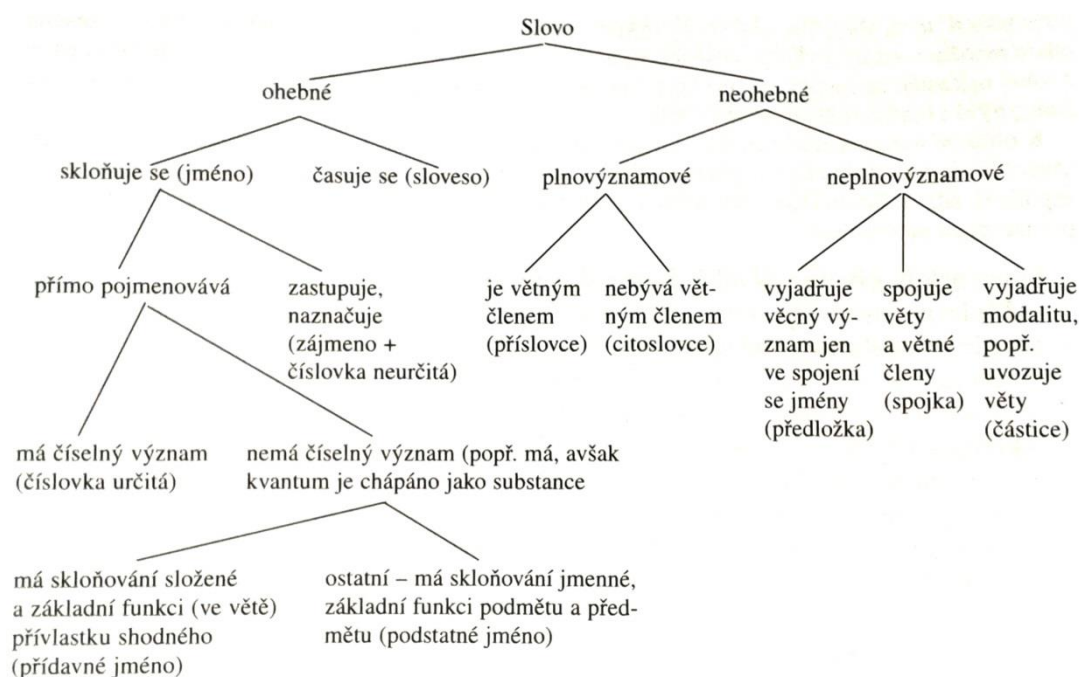 Slovo
ohebné
neohebné
skloňuje se (jméno)
časuje se (sloveso)
plnovýznamové
neplnovýznamové
přímo pojmenovává
zastupuje,
naznačuje
(zájmeno +
číslovka neurčitá)
je větným
členem
(příslovce)
nebývá vět-
ným členem
(citoslovce)
vyjadřuje
věcný vý-
znam jen
ve spojení
se jmény
(předložka)
spojuje
věty
a větné
členy
(spojka)
vyjadřuje
modalitu,
popř.
uvozuje
věty
(částice)
má číselný význam
(číslovka určitá)
nemá číselný význam (popř. má, avšak
kvantum je chápáno jako substance
má skloňování složené
a základní funkci (ve větě)
přívlastku shodného
(přídavné jméno)
ostatní – má skloňování jmenné,
základní funkci podmětu a před-
mětu (podstatné jméno)